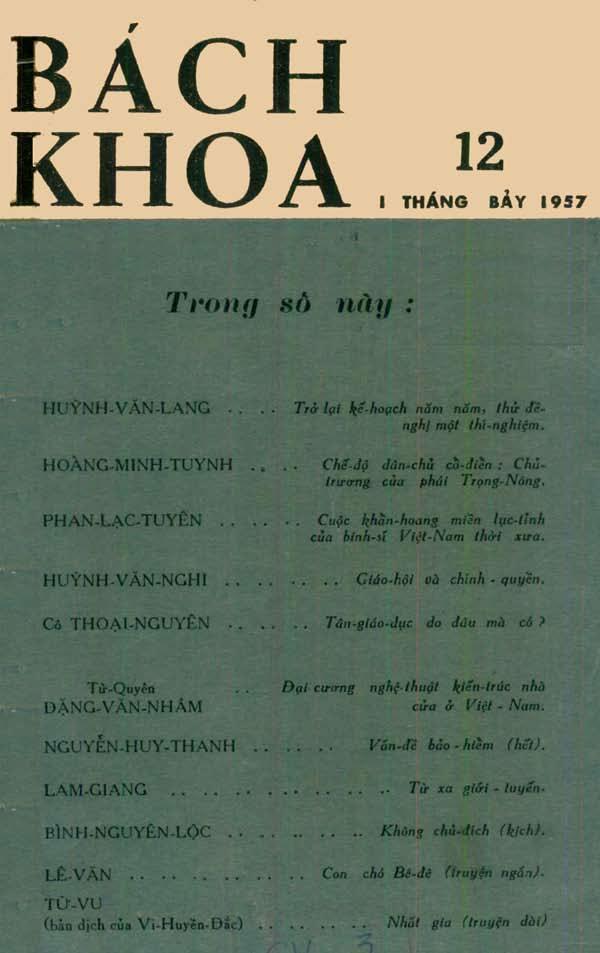 BÁCH
KHOA
12
1 THÁNG BẢY 1957
Trong số này :
HUỲNH-VĂN-LANG . . . . Trở lại kế-hoạch năm năm, thử đề-
nghị một thí-nghiệm.
HOÀNG-MINH-TUYNH . . . . Chế-độ dân-chủ cổ-điển : Chủ-
trương của phái Trọng-Nông.
PHAN-LẠC-TUYÊN . . . . . . Cuộc khẩn-hoang miền lục-tỉnh
của binh-sĩ Việt-Nam thời xưa.
HUỲNH-VĂN-NGHI . . . . . . . . Giáo-hội và chính - quyền.
Cô THOẠI-NGUYÊN . . . . . Tân-giáo-dục do đâu mà có ?
Từ-Quyên
ĐẶNG-VĂN-NHÂM . . Đại cương nghệ-thuật kiến-trúc nhà
cửa ở Việt - Nam.
NGUYỄN-HUY-THANH . . . . . . Vấn-đề bảo - hiểm (hết).
LAM-GIANG . . . . . . . . . . . . . . Từ xa giới - tuyến.
BÌNH-NGUYÊN-LỘC . . . . . . . . . Không chủ-đích (kịch).
LÊ-VĂN . . . . . . . . . . . Con chó Bê-đê (truyện ngắn).
TỪ-VU
(bản dịch của Vi-Huyền-Đắc) . . . . . . . Nhất gia (truyện dài)